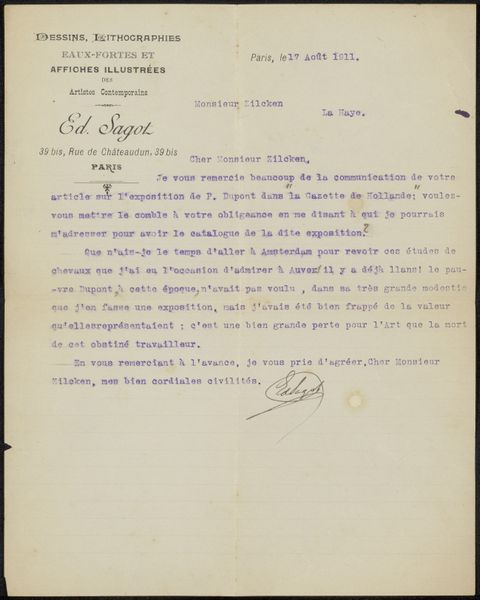 DESSINS, LITHOGRAPHIES
EAUX-FORTES ET
AFFICHES ILLUSTRÉES
DES
Artistes Contemporains
Ed. Sagot
39 bis, Rue de Châteaudun, 39 bis
PARIS
Paris, le 17 Août 1911.
Monsieur Zilcken
La Haye.
Cher Monsieur Zilcken,
Je vous remercie beaucoup de la communication de votre
article sur l'exposition de P. Dupont dans la "Gazette de Hollande"; voulez-
vous mettre le comble à votre obligeance en me disant à qui je pourrais
m'adresser pour avoir le catalogue de la dite exposition?
Que n'ais-je le temps d'aller à Amsterdam pour revoir ces études de
chevaux que j'ai eu l'occasion d'admirer à Auvers il y a déjà 11ans! le pau-
vre Dupont, à cette époque, n'avait pas voulu, dans sa très grande modestie
que j'en fasse une exposition, mais j'avais été bien frappé de la valeur
qu'ellesreprésentaient ; c'est une bien grande perte pour l'Art que la mort
de cet obstiné travailleur.
En vous remerciant à l'avance, je vous prie d'agréer,Cher Monsieur
Zilcken, mes bien cordiales civilités.
EdSagot